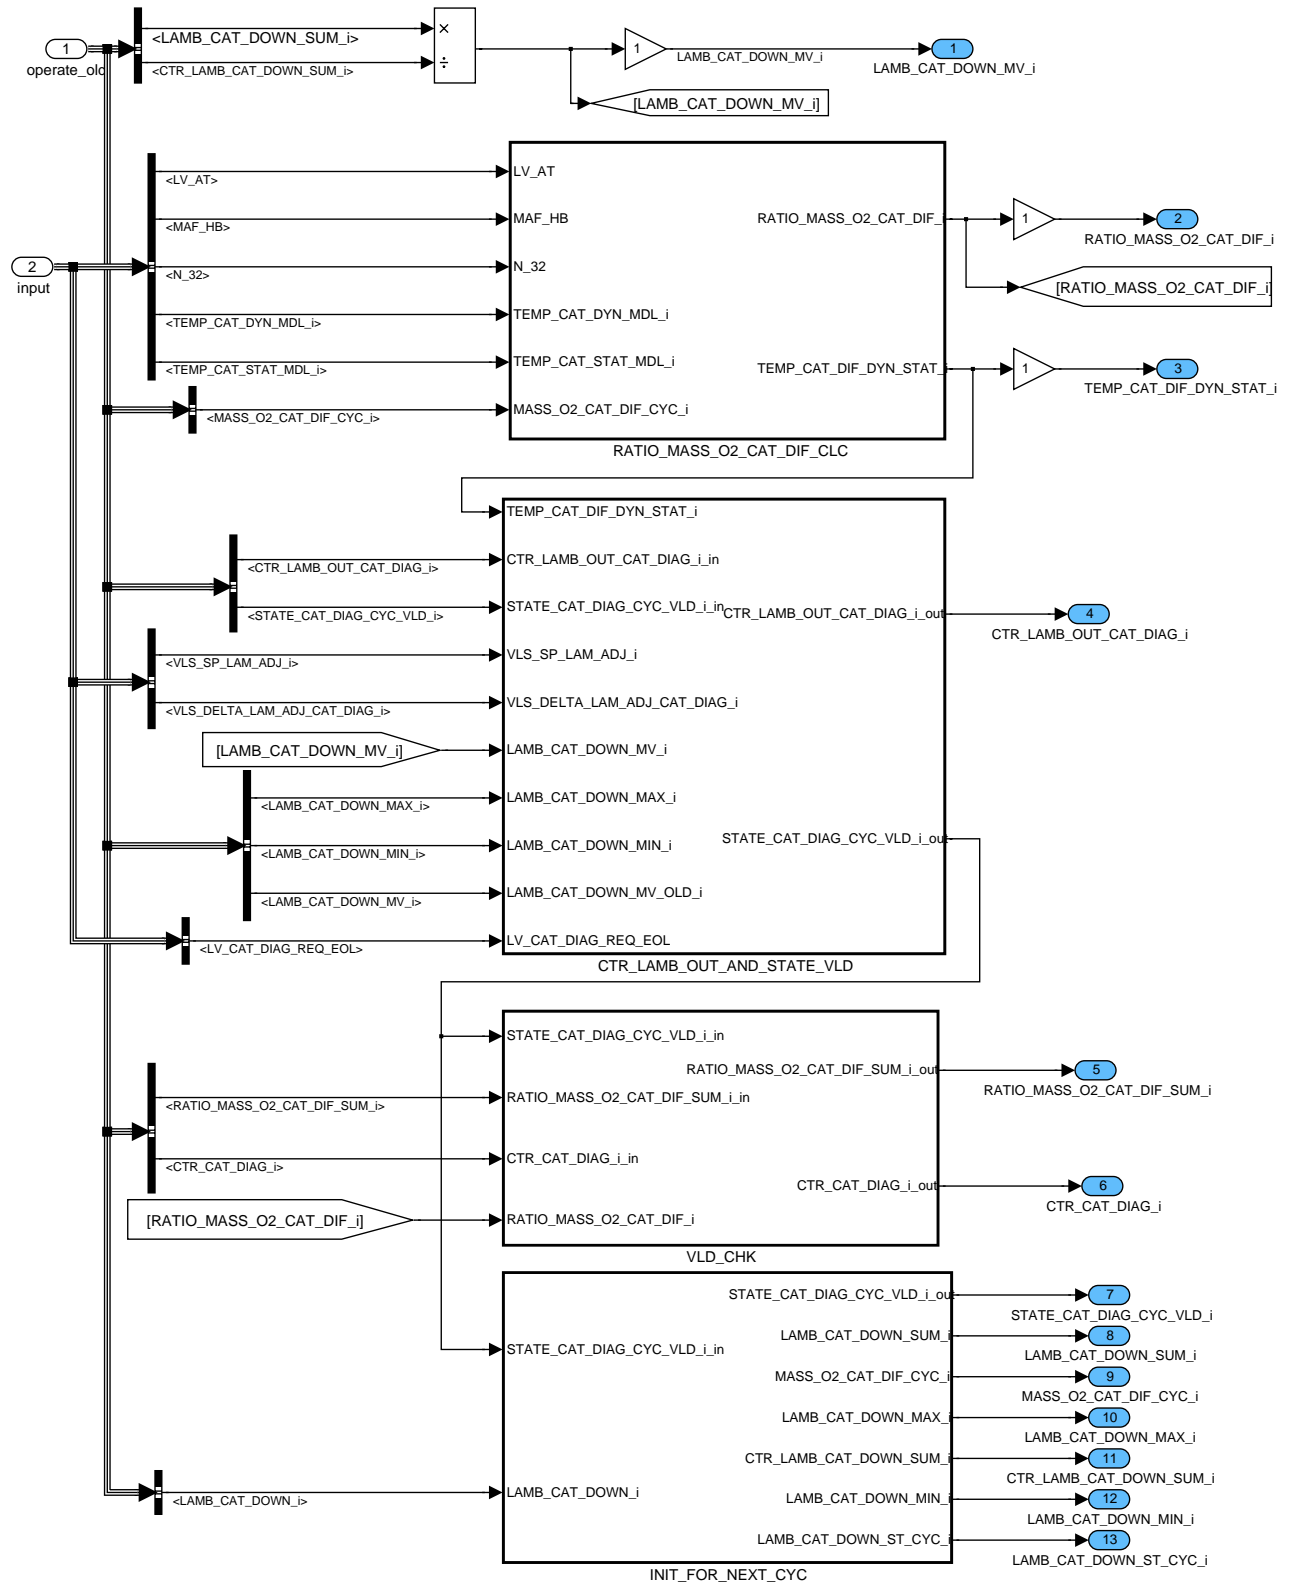 1
operate_old
<LAMB_CAT_DOWN_SUM_i>
<CTR_LAMB_CAT_DOWN_SUM_i>
×
÷
1
LAMB_CAT_DOWN_MV_i
1
LAMB_CAT_DOWN_MV_i
[LAMB_CAT_DOWN_MV_i]
2
input
<LV_AT>
<MAF_HB>
<N_32>
<TEMP_CAT_DYN_MDL_i>
<TEMP_CAT_STAT_MDL_i>
<MASS_O2_CAT_DIF_CYC_i>
LV_AT
MAF_HB
N_32
TEMP_CAT_DYN_MDL_i
TEMP_CAT_STAT_MDL_i
MASS_O2_CAT_DIF_CYC_i
RATIO_MASS_O2_CAT_DIF_i
TEMP_CAT_DIF_DYN_STAT_i
RATIO_MASS_O2_CAT_DIF_CLC
1
2
RATIO_MASS_O2_CAT_DIF_i
[RATIO_MASS_O2_CAT_DIF_i]
1
3
TEMP_CAT_DIF_DYN_STAT_i
<CTR_LAMB_OUT_CAT_DIAG_i>
<STATE_CAT_DIAG_CYC_VLD_i>
<VLS_SP_LAM_ADJ_i>
<VLS_DELTA_LAM_ADJ_CAT_DIAG_i>
[LAMB_CAT_DOWN_MV_i]
<LAMB_CAT_DOWN_MAX_i>
<LAMB_CAT_DOWN_MIN_i>
<LAMB_CAT_DOWN_MV_i>
<LV_CAT_DIAG_REQ_EOL>
TEMP_CAT_DIF_DYN_STAT_i
CTR_LAMB_OUT_CAT_DIAG_i_in
STATE_CAT_DIAG_CYC_VLD_i_in
VLS_SP_LAM_ADJ_i
VLS_DELTA_LAM_ADJ_CAT_DIAG_i
LAMB_CAT_DOWN_MV_i
LAMB_CAT_DOWN_MAX_i
LAMB_CAT_DOWN_MIN_i
LAMB_CAT_DOWN_MV_OLD_i
LV_CAT_DIAG_REQ_EOL
CTR_LAMB_OUT_CAT_DIAG_i_out
STATE_CAT_DIAG_CYC_VLD_i_out
CTR_LAMB_OUT_AND_STATE_VLD
4
CTR_LAMB_OUT_CAT_DIAG_i
<RATIO_MASS_O2_CAT_DIF_SUM_i>
<CTR_CAT_DIAG_i>
[RATIO_MASS_O2_CAT_DIF_i]
STATE_CAT_DIAG_CYC_VLD_i_in
RATIO_MASS_O2_CAT_DIF_SUM_i_in
CTR_CAT_DIAG_i_in
RATIO_MASS_O2_CAT_DIF_i
RATIO_MASS_O2_CAT_DIF_SUM_i_out
CTR_CAT_DIAG_i_out
VLD_CHK
5
RATIO_MASS_O2_CAT_DIF_SUM_i
6
CTR_CAT_DIAG_i
<LAMB_CAT_DOWN_i>
STATE_CAT_DIAG_CYC_VLD_i_in
LAMB_CAT_DOWN_i
STATE_CAT_DIAG_CYC_VLD_i_out
LAMB_CAT_DOWN_SUM_i
MASS_O2_CAT_DIF_CYC_i
LAMB_CAT_DOWN_MAX_i
CTR_LAMB_CAT_DOWN_SUM_i
LAMB_CAT_DOWN_MIN_i
LAMB_CAT_DOWN_ST_CYC_i
INIT_FOR_NEXT_CYC
7
STATE_CAT_DIAG_CYC_VLD_i
8
LAMB_CAT_DOWN_SUM_i
9
MASS_O2_CAT_DIF_CYC_i
10
LAMB_CAT_DOWN_MAX_i
11
CTR_LAMB_CAT_DOWN_SUM_i
12
LAMB_CAT_DOWN_MIN_i
13
LAMB_CAT_DOWN_ST_CYC_i